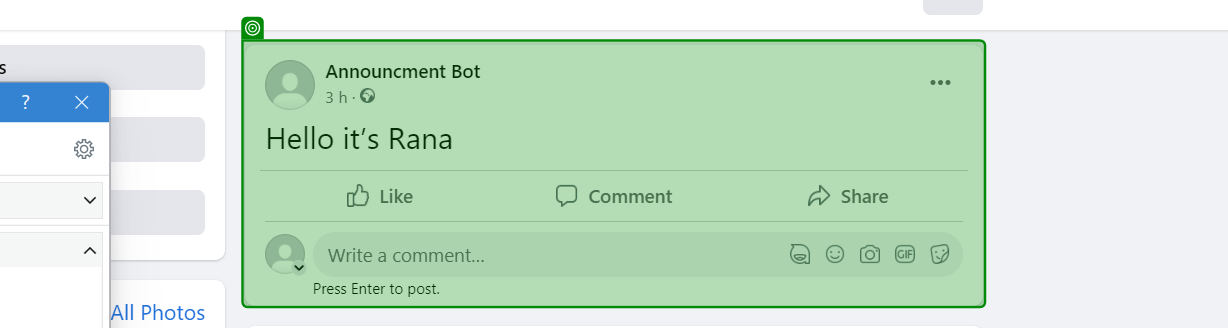 s
?
Announcment Bot
3 h ·
Hello it’s Rana
Like Comment Share
Write a comment…
GIF
Press Enter to post.
All Photos